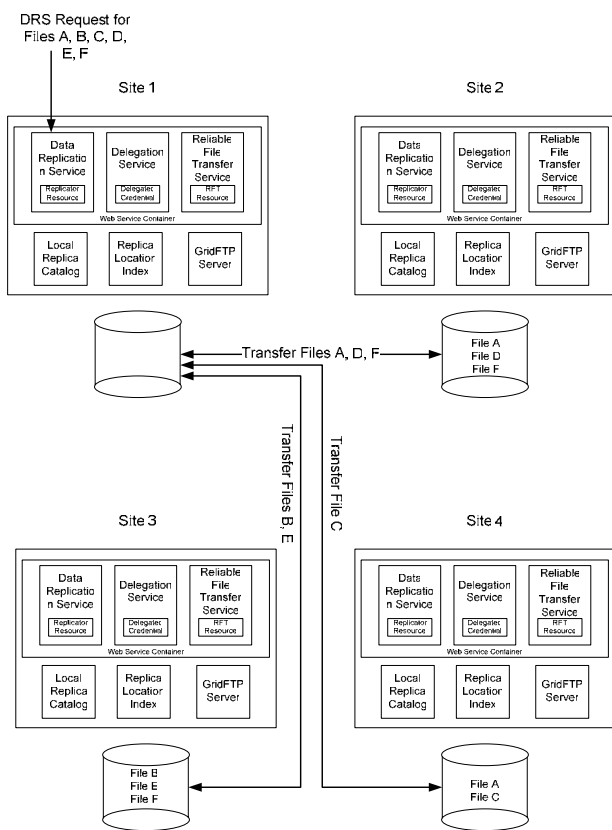 DRS Request for
Files A, B, C, D,
E, F
Site 1
Data
Replicatio
n Service
Replicator
Resource
Delegation
Service
Delegated
Credential
Reliable
File
Transfer
Service
RFT
Resource
Web Service Container
Local
Replica
Catalog
Replica
Location
Index
GridFTP
Server
Site 2
Data
Replicatio
n Service
Replicator
Resource
Delegation
Service
Delegated
Credential
Reliable
File
Transfer
Service
RFT
Resource
Web Service Container
Local
Replica
Catalog
Replica
Location
Index
GridFTP
Server
Transfer Files A, D, F
File A
File D
File F
Transfer Files B, E
Transfer File C
Site 3
Data
Replicatio
n Service
Replicator
Resource
Delegation
Service
Delegated
Credential
Reliable
File
Transfer
Service
RFT
Resource
Web Service Container
Local
Replica
Catalog
Replica
Location
Index
GridFTP
Server
File B
File E
File F
Site 4
Data
Replicatio
n Service
Replicator
Resource
Delegation
Service
Delegated
Credential
Reliable
File
Transfer
Service
RFT
Resource
Web Service Container
Local
Replica
Catalog
Replica
Location
Index
GridFTP
Server
File A
File C